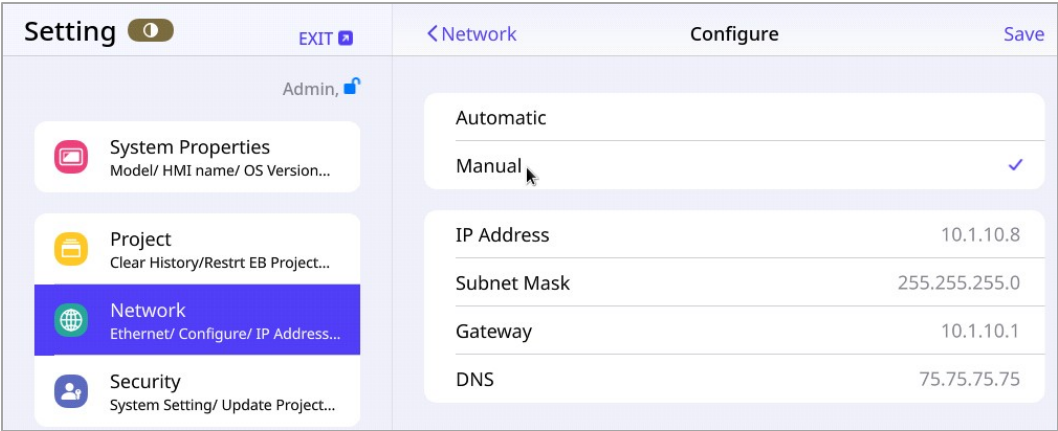 Setting
EXIT
Admin,
System Properties
Model/ HMI name/ OS Version...
Project
Clear History/Restrt EB Project...
Network
Ethernet/ Configure/ IP Address...
Security
System Setting/ Update Project...
Network
Configure
Save
Automatic
Manual
IP Address 10.1.10.8
Subnet Mask 255.255.255.0
Gateway 10.1.10.1
DNS 75.75.75.75